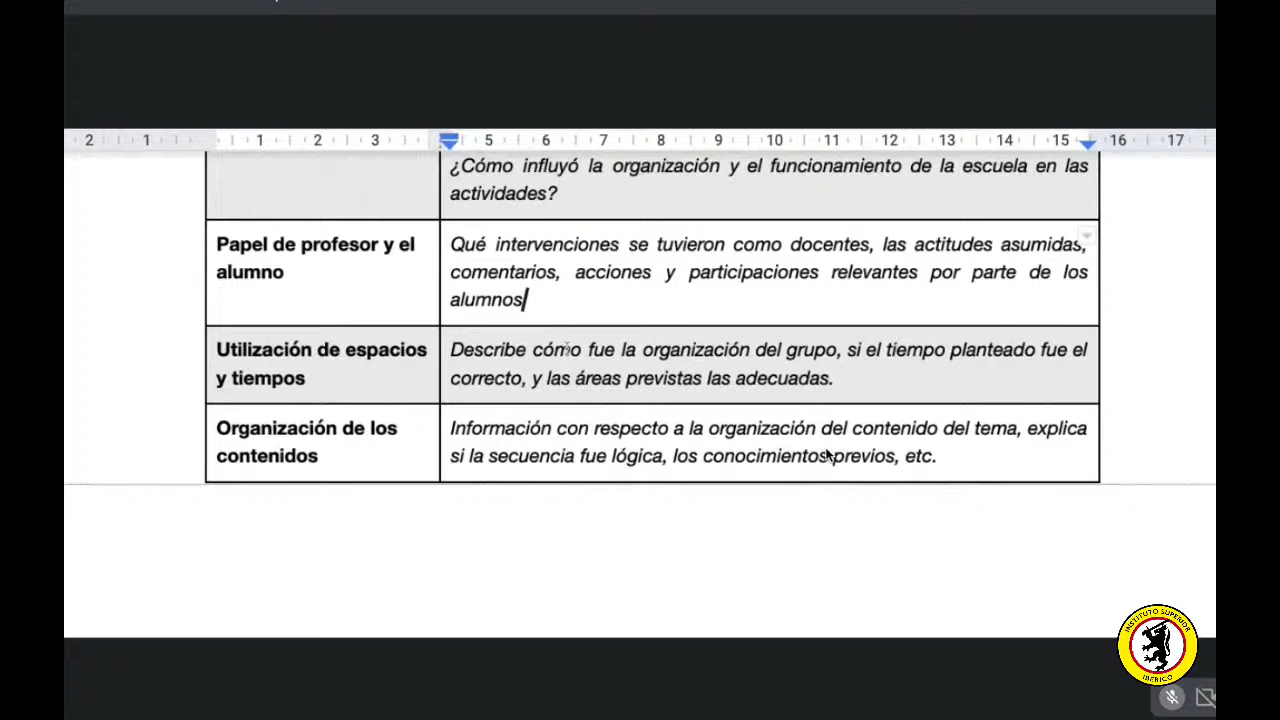 2 1 1 2 3 5 6 7 8 9 10 11 12 13 14 15 16 17
¿Cómo influyó la organización y el funcionamiento de la escuela en las
actividades?
Papel de profesor y el
alumno
Qué intervenciones se tuvieron como docentes, las actitudes asumidas,
comentarios, acciones y participaciones relevantes por parte de los
alumnos
Utilización de espacios
y tiempos
Describe cómo fue la organización del grupo, si el tiempo planteado fue el
correcto, y las áreas previstas las adecuadas.
Organización de los
contenidos
Información con respecto a la organización del contenido del tema, explica
si la secuencia fue lógica, los conocimientos previos, etc.
INSTITUTO SUPERIOR
IBERICO